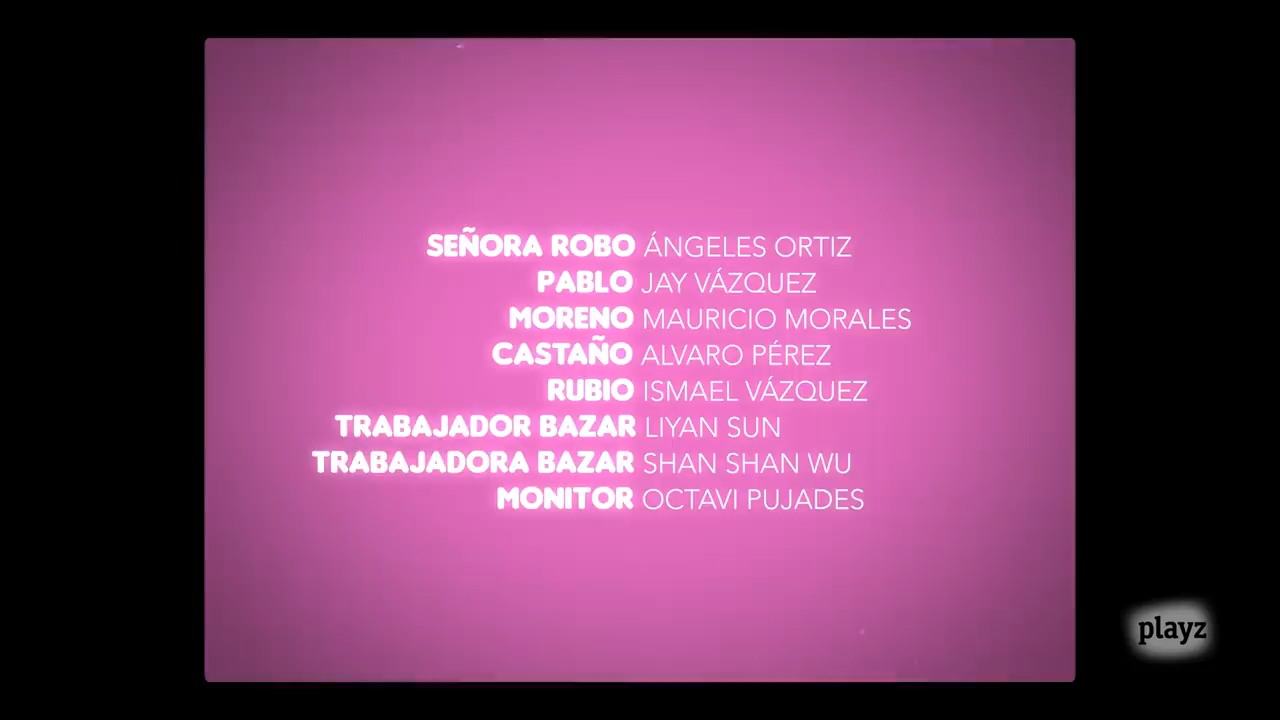 SEÑORA ROBO ÁNGELES ORTIZ
PABLO JAY VÁZQUEZ
MORENO MAURICIO MORALES
CASTAÑO ALVARO PÉREZ
RUBIO ISMAEL VÁZQUEZ
TRABAJADOR BAZAR LIYAN SUN
TRABAJADORA BAZAR SHAN SHAN WU
MONITOR OCTAVI PUJADES
playz